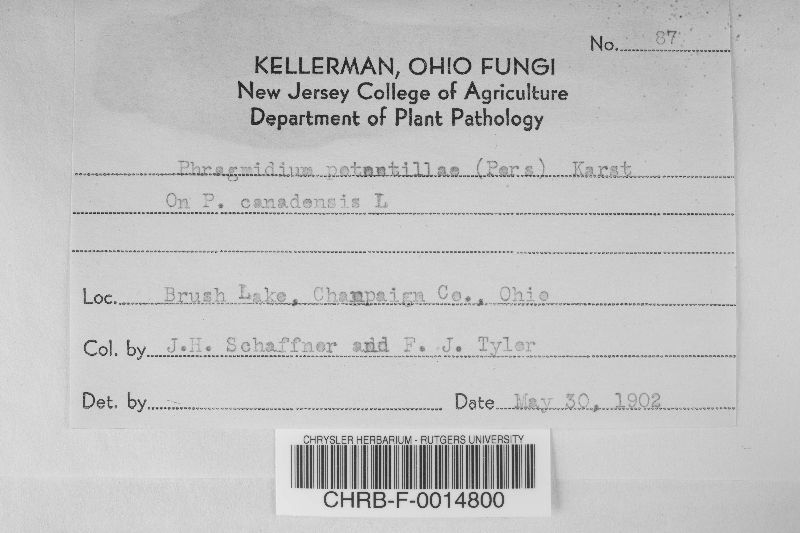 No. 87
KELLERMAN, OHIO FUNGI
New Jersey College of Agriculture
Department of Plant Pathology
Phragmidium potentillae (Pers) Karst
On P. canadensis L
Loc. Brush Lake, Champaign Co., Ohio
Col. by J.H. Schaffner and F. J. Tyler
Det. by
Date May 30, 1902
CHRYSLER HERBARIUM - RUTGERS UNIVERSITY
CHRB-F-0014800